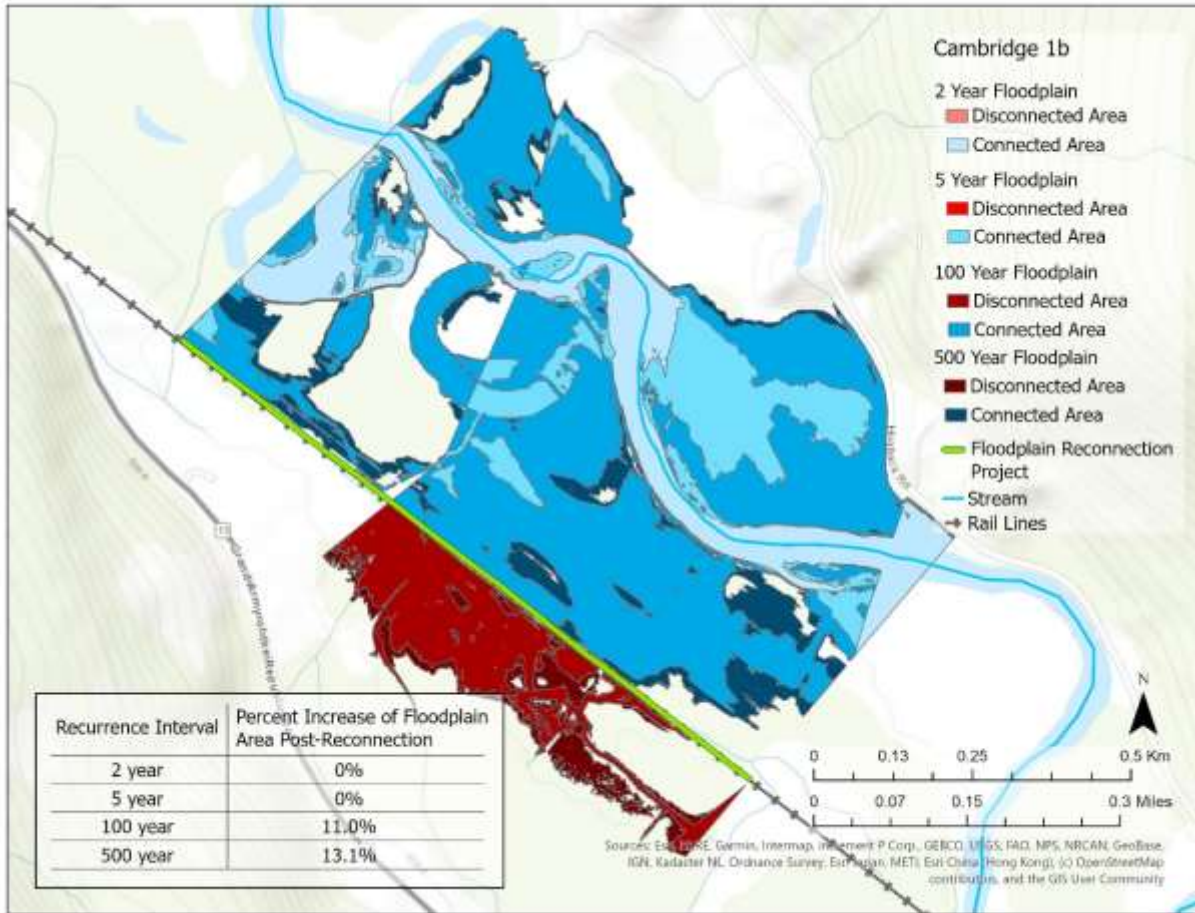 Cambridge 1b
2 Year Floodplain
Disconnected Area
Connected Area
5 Year Floodplain
Disconnected Area
Connected Area
100 Year Floodplain
Disconnected Area
Connected Area
500 Year Floodplain
Disconnected Area
Connected Area
Floodplain Reconnection
Project
Stream
Rail Lines
N
0 0.13 0.25 0.5 Km
0 0.07 0.15 0.3 Miles
Recurrence Interval
Percent Increase of Floodplain
Area Post-Reconnection
2 year 0%
5 year 0%
100 year 11.0%
500 year 13.1%
Sources: Esri, HERE, Garmin, Intermap, increment P Corp., GEBCO, USGS, FAO, NPS, NRCAN, GeoBase,
IGN, Kadaster NL, Ordnance Survey, Esri Japan, METI, Esri China (Hong Kong), (c) OpenStreetMap
contributors, and the GIS User Community